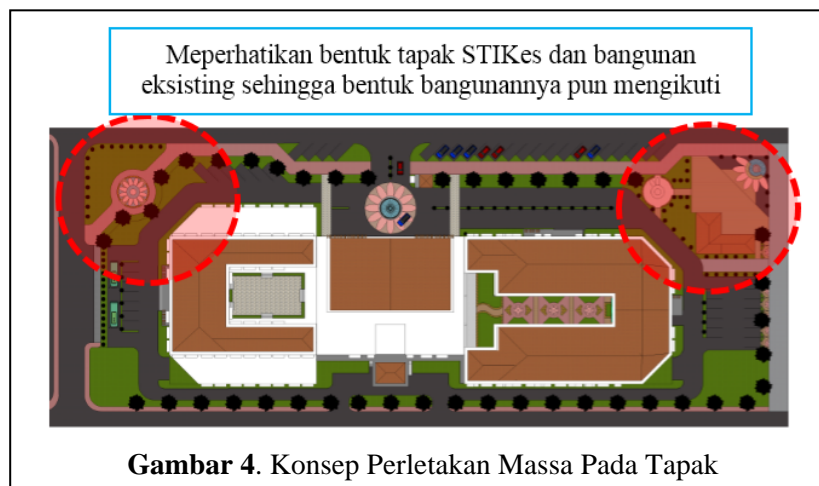 Meperhatikan bentuk tapak STIKes dan bangunan
eksisting sehingga bentuk bangunannya pun mengikuti
Gambar 4. Konsep Perletakan Massa Pada Tapak